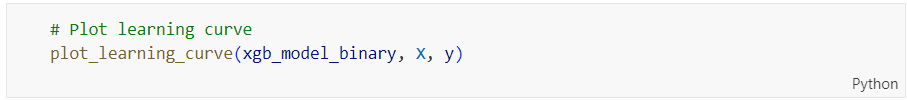 # Plot learning curve
plot_learning_curve(xgb_model_binary, X, y)
Python